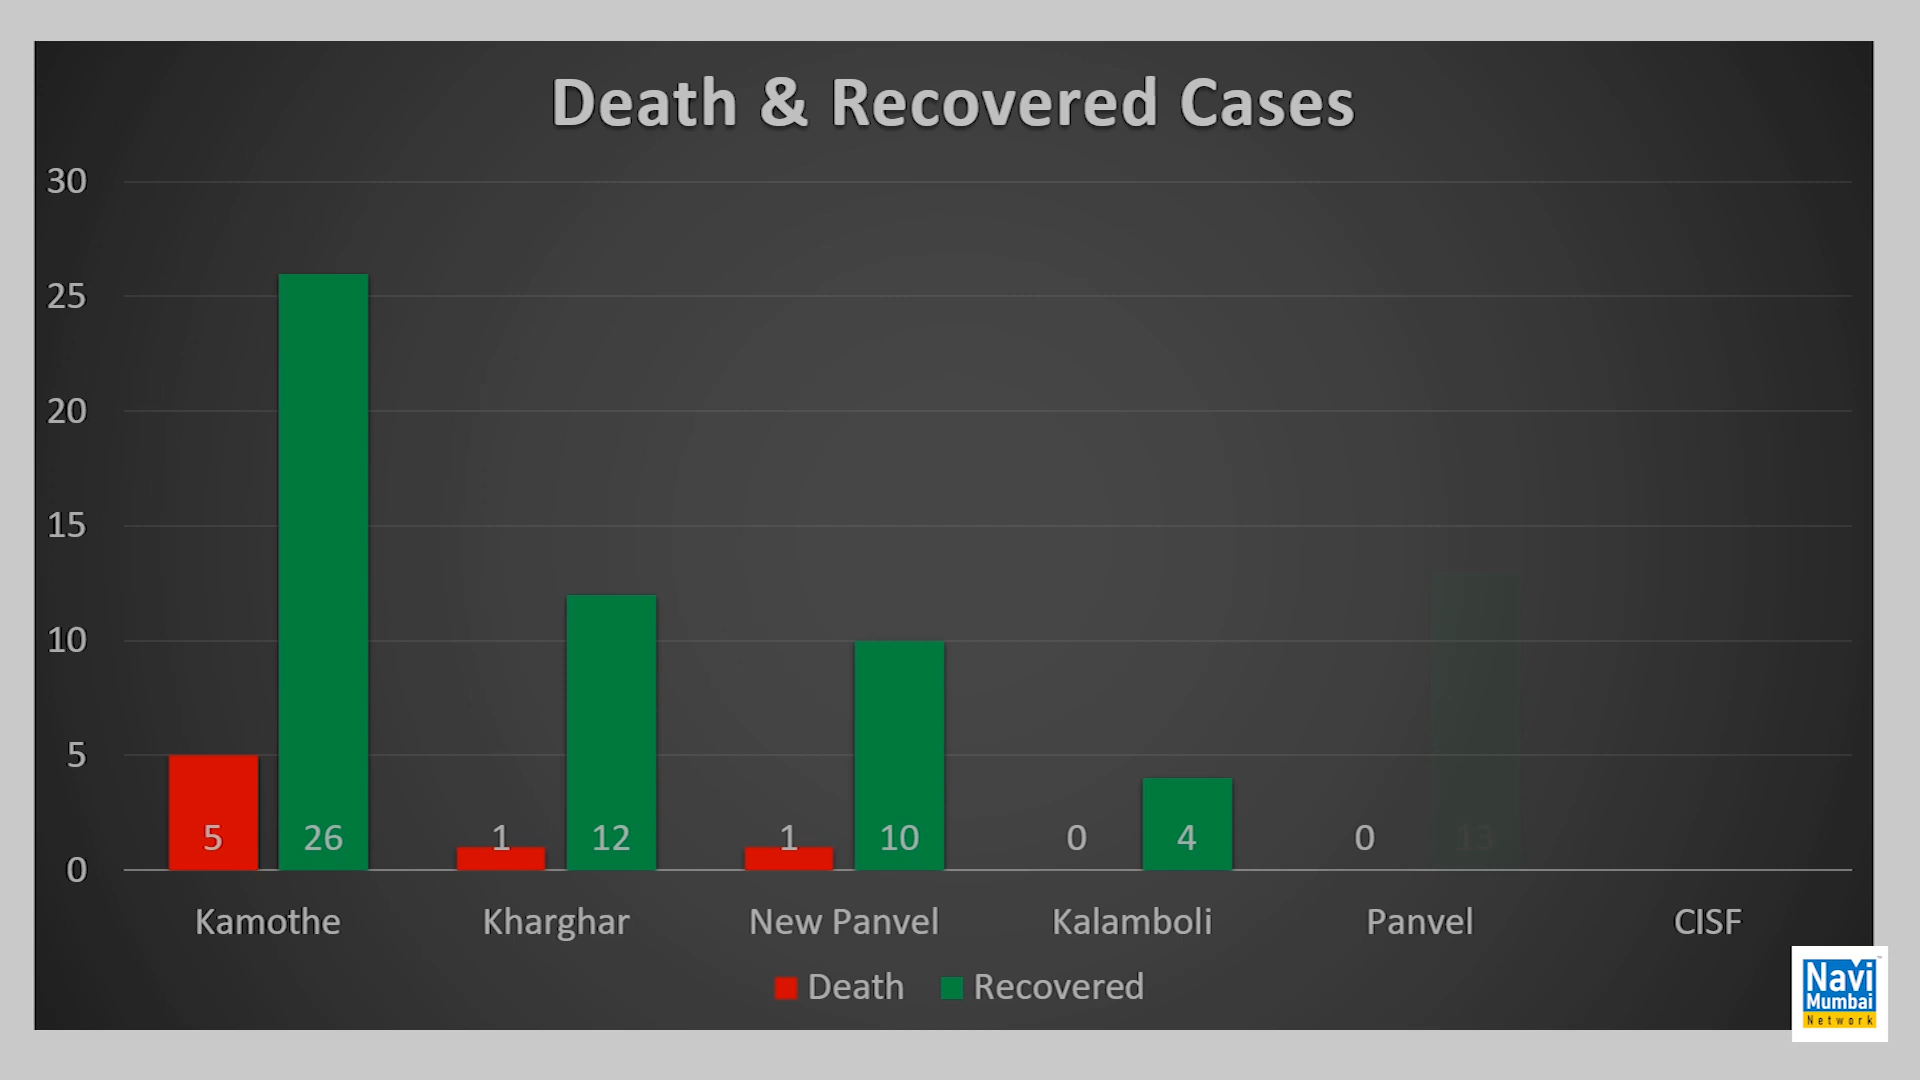 Death & Recovered Cases
30
25
20
15
10
5
0
5 26 1 12 1 10 0 4 0 13
Kamothe Kharghar New Panvel Kalamboli Panvel CISF
Death Recovered
Navi
Mumbai
Network